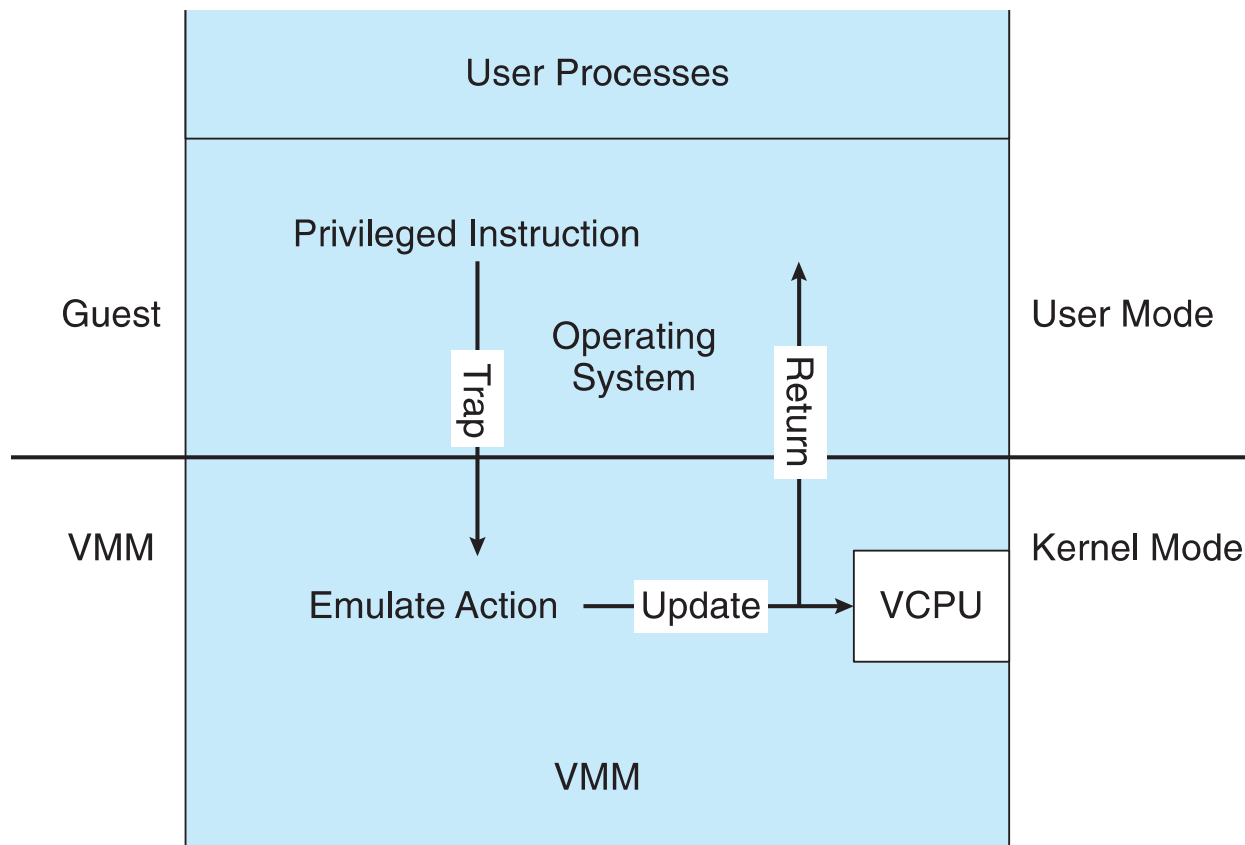 User Processes
Privileged Instruction
Guest
Operating
System
User Mode
Trap
Return
VMM
Kernel Mode
Emulate Action
Update
VCPU
VMM